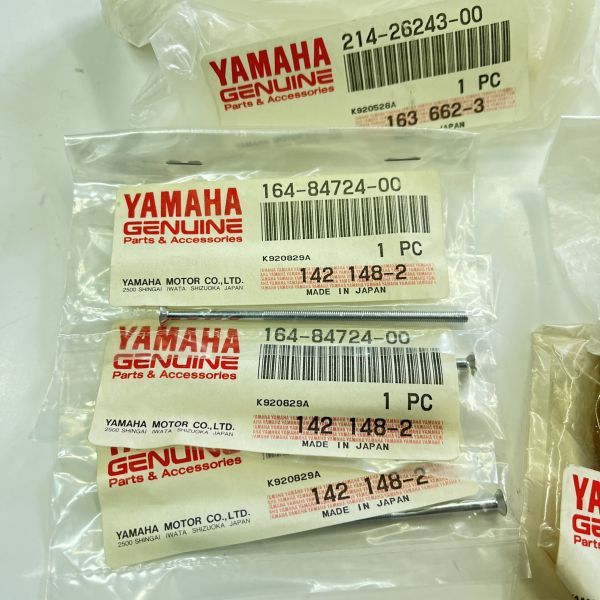 YAMAHA
GENUINE
Parts & Accessories
214-26243-00
1 PC
K920528A
163 662-3
JAPAN
YAMAHA
GENUINE
Parts & Accessories
164-84724-00
1 PC
K920829A
YAMAHA MOTOR CO.,LTD.
2500 SHINGAI IWATA SHIZUOKA JAPAN
142 148-2
MADE IN JAPAN
YAMAHA
GENUINE
Parts & Accessories
164-84724-00
1 PC
K920829A
YAMAHA MOTOR CO.,LTD.
2500 SHINGAI IWATA SHIZUOKA JAPAN
142 148-2
MADE IN JAPAN
GENUINE
Parts & Accessories
K920829A
YAMAHA MOTOR CO.,LTD.
2500 SHINGAI IWATA SHIZUOKA JAPAN
142 148-2
MADE IN JAPAN